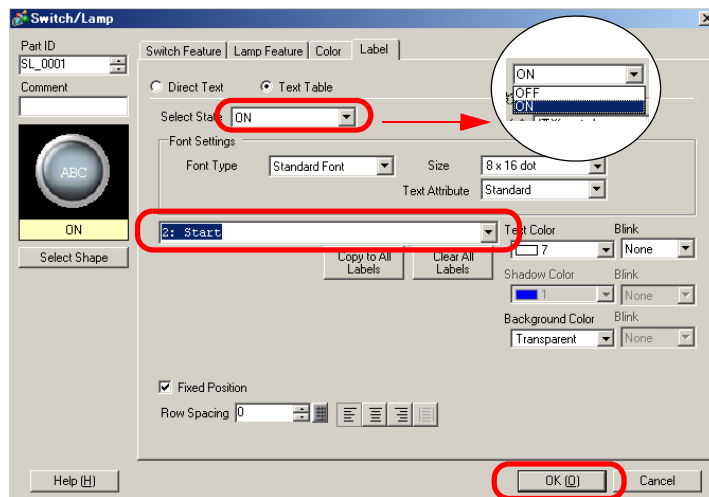 Switch/Lamp
Part ID
SL_0001
Comment
ABC
ON
Select Shape
Switch Feature
Lamp Feature
Color
Label
Direct Text
Text Table
Select State
ON
ON
OFF
ON
Font Settings
Font Type
Standard Font
Size
8 x 16 dot
Text Attribute
Standard
2: Start
Copy to All
Labels
Clear All
Labels
Text Color
Blink
7
None
Shadow Color
Blink
1
None
Background Color
Blink
Transparent
None
Fixed Position
Row Spacing
0
Help (H)
OK (O)
Cancel